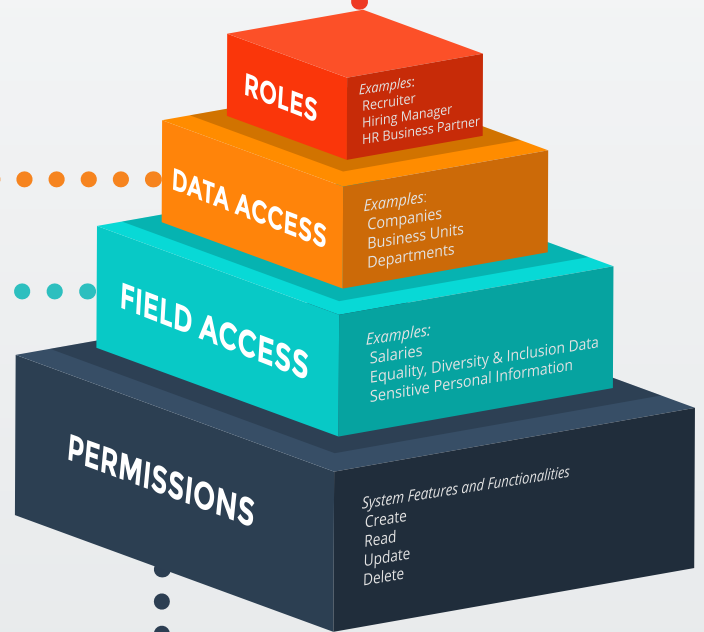 ROLES
Examples:
Recruiter
Hiring Manager
HR Business Partner
DATA ACCESS
Examples:
Companies
Business Units
Departments
FIELD ACCESS
Examples:
Salaries
Equality, Diversity & Inclusion Data
Sensitive Personal Information
PERMISSIONS
System Features and Functionalities
Create
Read
Update
Delete